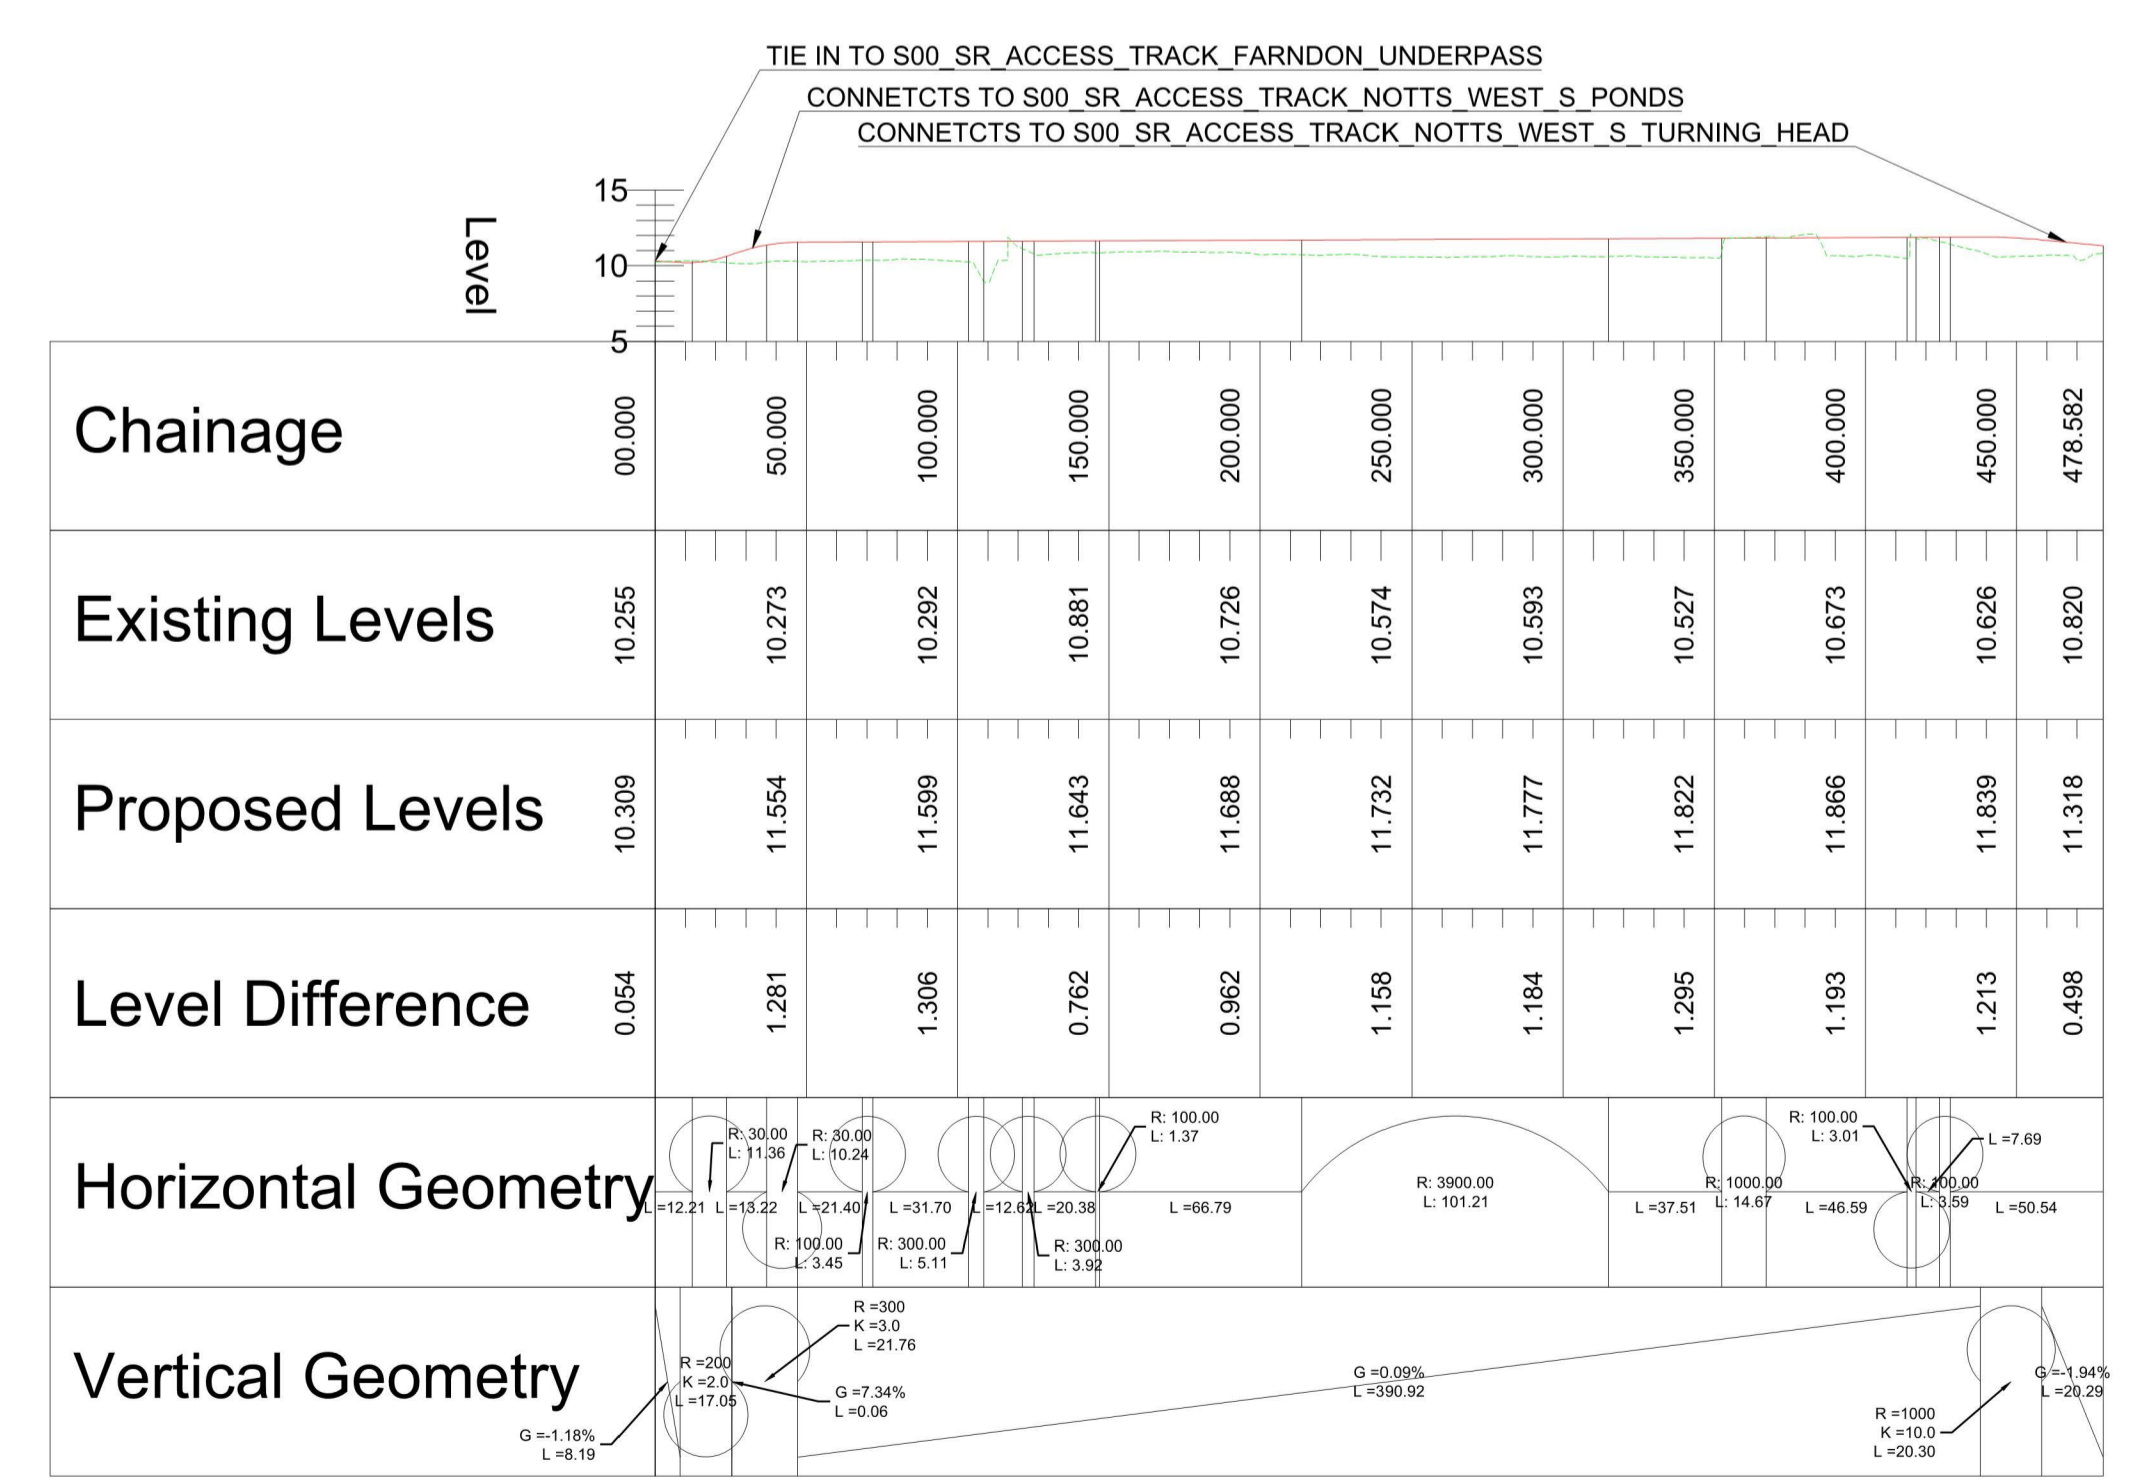 TIE IN TO S00_SR_ACCESS_TRACK_FARNDON_UNDERPASS
CONNETCTS TO S00_SR_ACCESS_TRACK_NOTTS_WEST_S_PONDS
CONNETCTS TO S00_SR_ACCESS_TRACK_NOTTS_WEST_S_TURNING_HEAD
Level
15
10
5
Chainage
00.000
50.000
100.000
150.000
200.000
250.000
300.000
350.000
400.000
450.000
478.582
Existing Levels
10.255
10.273
10.292
10.881
10.726
10.574
10.593
10.527
10.673
10.626
10.820
Proposed Levels
10.309
11.554
11.599
11.643
11.688
11.732
11.777
11.822
11.866
11.839
11.318
Level Difference
0.054
1.281
1.306
0.762
0.962
1.158
1.184
1.295
1.193
1.213
0.498
Horizontal Geometry
L =12.21
R: 30.00
L: 11.36
L =13.22
R: 30.00
L: 10.24
L =21.40
R: 100.00
L: 3.45
L =31.70
R: 300.00
L: 5.11
L =12.62
R: 300.00
L: 3.92
L =20.38
R: 100.00
L: 1.37
L =66.79
R: 3900.00
L: 101.21
L =37.51
R: 1000.00
L: 14.67
L =46.59
R: 100.00
L: 3.01
L =7.69
R: 100.00
L: 3.59
L =50.54
Vertical Geometry
G =-1.18%
L =8.19
R =200
K =2.0
L =17.05
G =7.34%
L =0.06
R =300
K =3.0
L =21.76
G =0.09%
L =390.92
R =1000
K =10.0
L =20.30
G =-1.94%
L =20.29